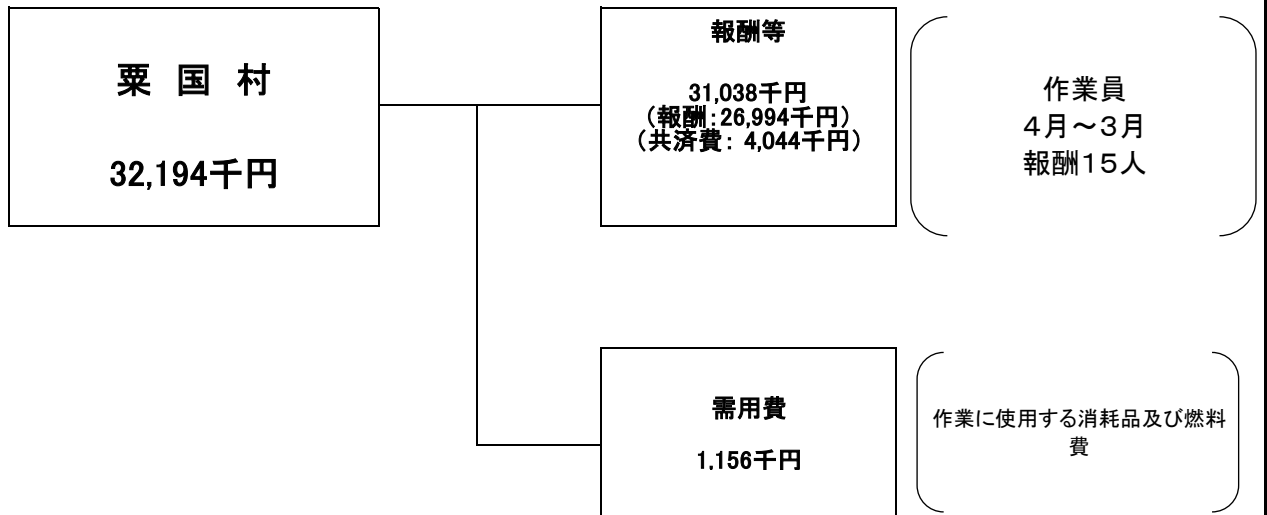 粟 国 村
32,194千円
報酬等
31,038千円
(報酬:26,994千円)
(共済費: 4,044千円)
作業員
4月~3月
報酬15人
需用費
1,156千円
作業に使用する消耗品及び燃料
費